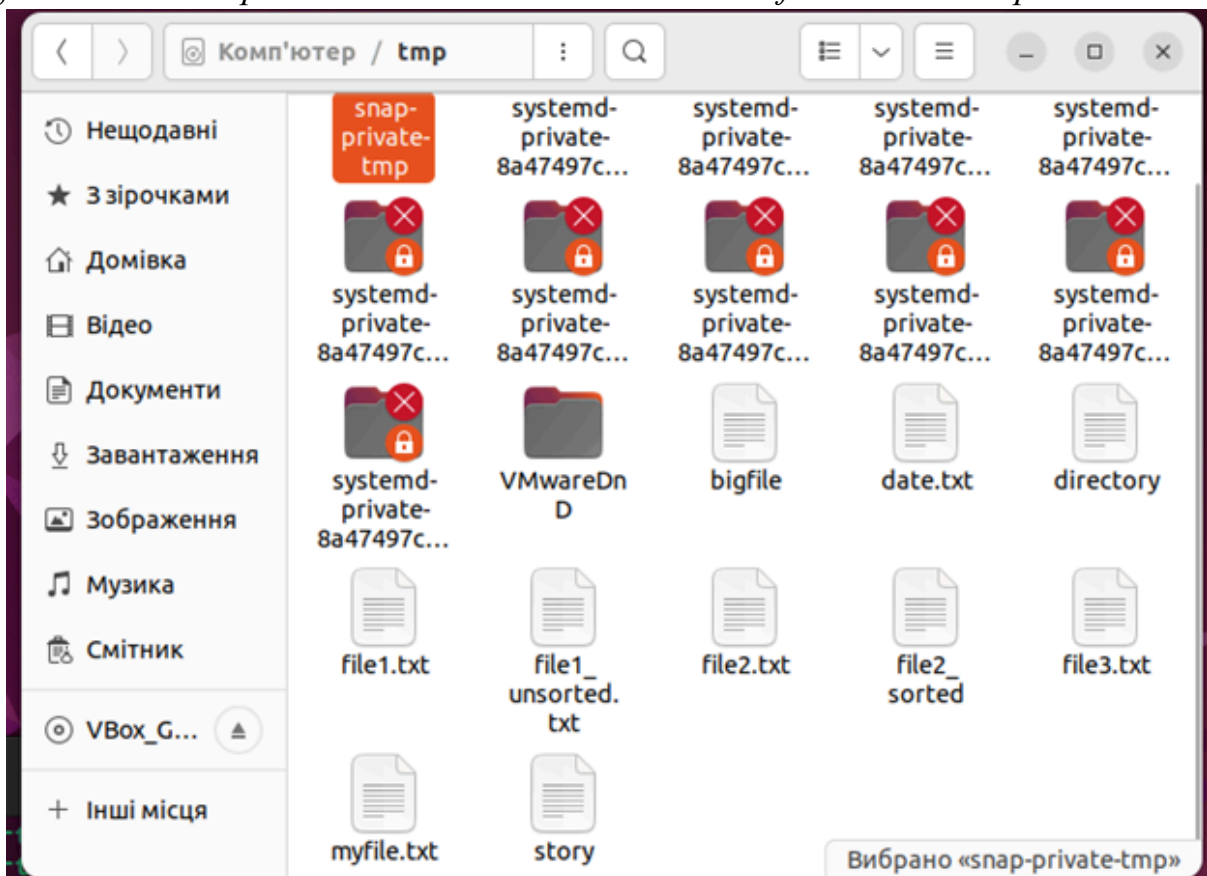 Комп'ютер / tmp
Нещодавні
З зірочками
Домівка
Відео
Документи
Завантаження
Зображення
Музика
Смітник
VBox_G...
Інші місця
snap-
private-
tmp
systemd-
private-
8a47497c...
systemd-
private-
8a47497c...
systemd-
private-
8a47497c...
systemd-
private-
8a47497c...
systemd-
private-
8a47497c...
systemd-
private-
8a47497c...
systemd-
private-
8a47497c...
systemd-
private-
8a47497c...
systemd-
private-
8a47497c...
systemd-
private-
8a47497c...
VMwareDn
D
bigfile
date.txt
directory
file1.txt
file1_
unsorted.
txt
file2.txt
file2_
sorted
file3.txt
myfile.txt
story
Вибрано «snap-private-tmp»